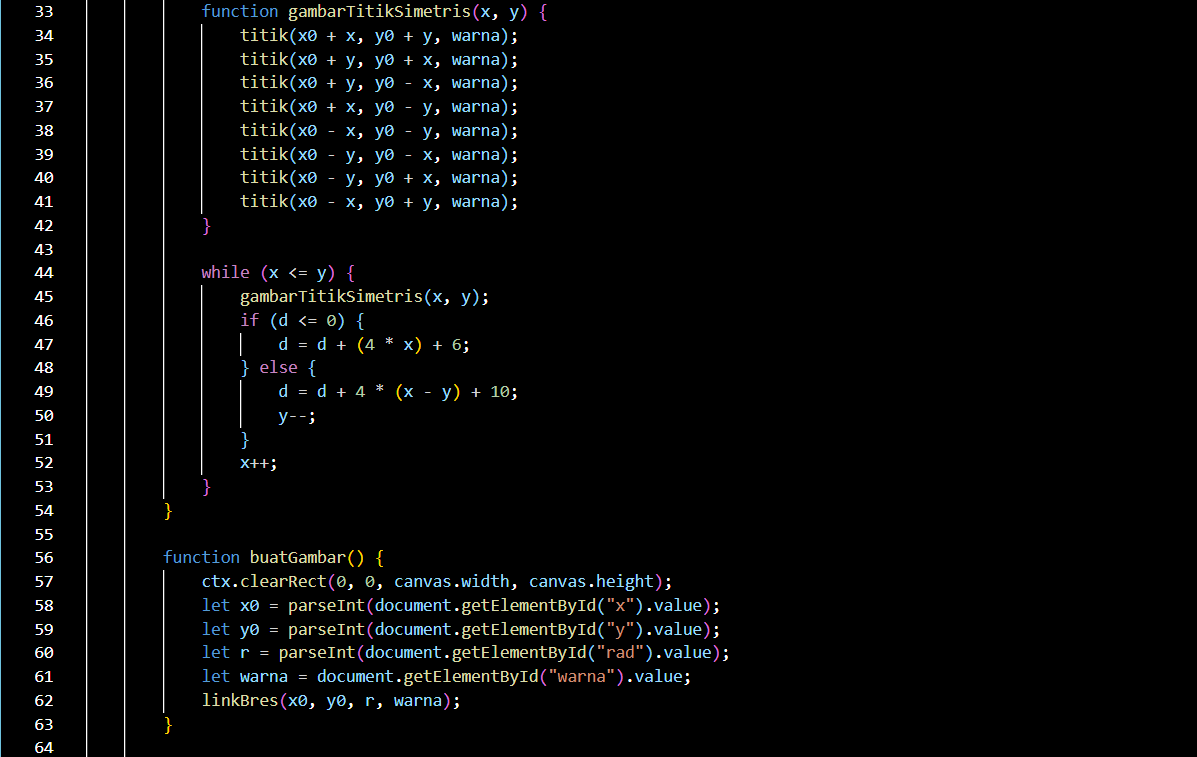 33 function gambarTitikSimetris(x, y) {
34 titik(x0 + x, y0 + y, warna);
35 titik(x0 + y, y0 + x, warna);
36 titik(x0 + y, y0 - x, warna);
37 titik(x0 + x, y0 - y, warna);
38 titik(x0 - x, y0 - y, warna);
39 titik(x0 - y, y0 - x, warna);
40 titik(x0 - y, y0 + x, warna);
41 titik(x0 - x, y0 + y, warna);
42 }
43
44 while (x <= y) {
45 gambarTitikSimetris(x, y);
46 if (d <= 0) {
47 d = d + (4 * x) + 6;
48 } else {
49 d = d + 4 * (x - y) + 10;
50 y--;
51 }
52 x++;
53 }
54 }
55
56 function buatGambar() {
57 ctx.clearRect(0, 0, canvas.width, canvas.height);
58 let x0 = parseInt(document.getElementById("x").value);
59 let y0 = parseInt(document.getElementById("y").value);
60 let r = parseInt(document.getElementById("rad").value);
61 let warna = document.getElementById("warna").value;
62 linkBres(x0, y0, r, warna);
63 }
64